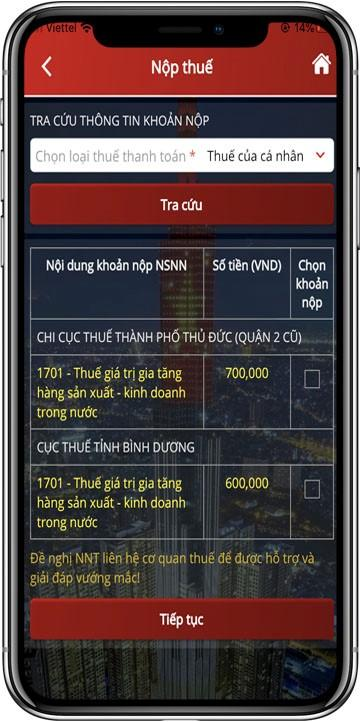 Viettel 14%
Nộp thuế
TRA CỨU THÔNG TIN KHOẢN NỘP
Chọn loại thuế thanh toán * Thuế của cá nhân
Tra cứu
Nội dung khoản nộp NSNN Số tiền (VND) Chọn
khoản
nộp
CHI CỤC THUẾ THÀNH PHỐ THỦ ĐỨC (QUẬN 2 CŨ)
1701 - Thuế giá trị gia tăng 700,000
hàng sản xuất - kinh doanh
trong nước
CỤC THUẾ TỈNH BÌNH DƯƠNG
1701 - Thuế giá trị gia tăng 600,000
hàng sản xuất - kinh doanh
trong nước
Đề nghị NNT liên hệ cơ quan thuế để được hỗ trợ và
giải đáp vướng mắc!
Tiếp tục